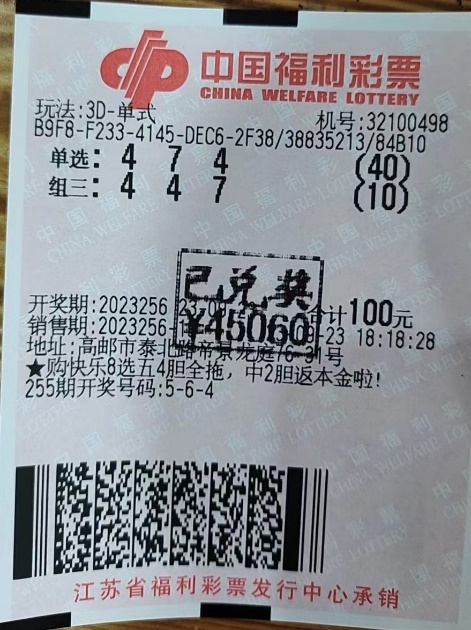 中国福利彩票
CHINA WELFARE LOTTERY
玩法:3D-单式 机号:32100498
B9F8-F233-4145-DEC6-2F38/38835213/84B10
单选: 4 7 4 (40)
组三: 4 4 7 (10)
已兑奖
¥45060
开奖期:2023256 合计100元
销售期:2023256 -23 18:18:28
地址:高邮市泰北路帝景龙庭76-31号
★购快乐8选五4胆全拖，中2胆返本金啦!
255期开奖号码:5-6-4
江苏省福利彩票发行中心承销